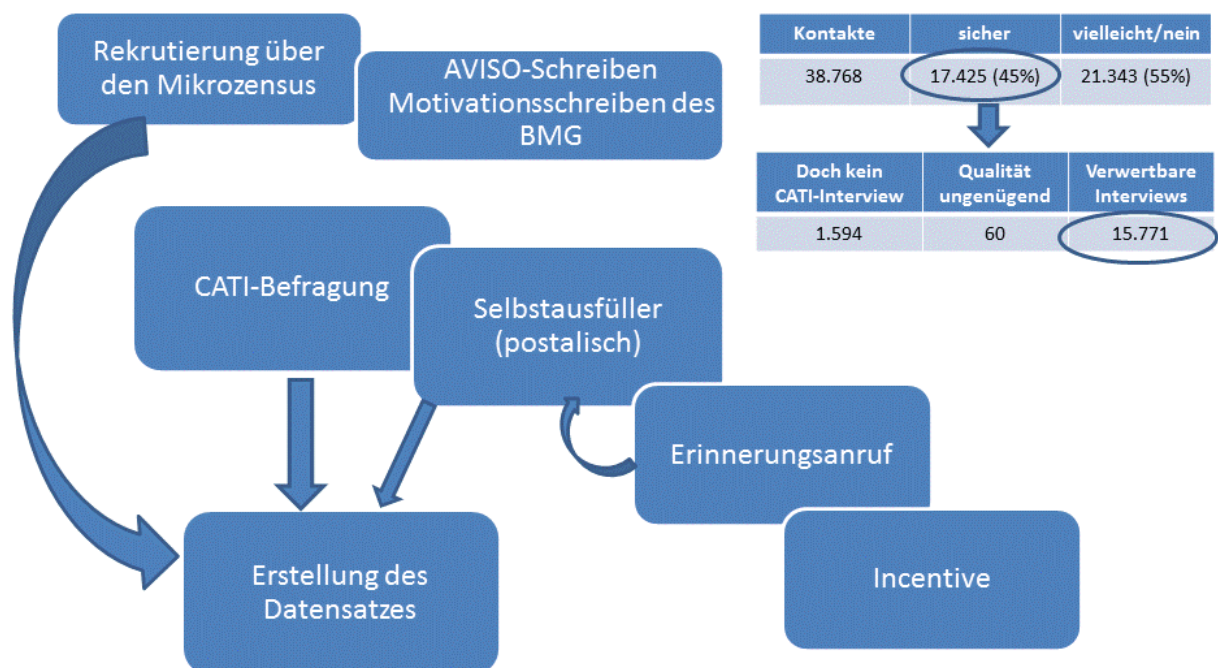 Rekrutierung über
den Mikrozensus
AVISO-Schreiben
Motivationsschreiben des
BMG
Kontakte sicher vielleicht/nein
38.768 17.425 (45%) 21.343 (55%)
Doch kein
CATI-Interview
Qualität
ungenügend
Verwertbare
Interviews
1.594 60 15.771
CATI-Befragung
Selbstausfüller
(postalisch)
Erinnerungsanruf
Incentive
Erstellung des
Datensatzes